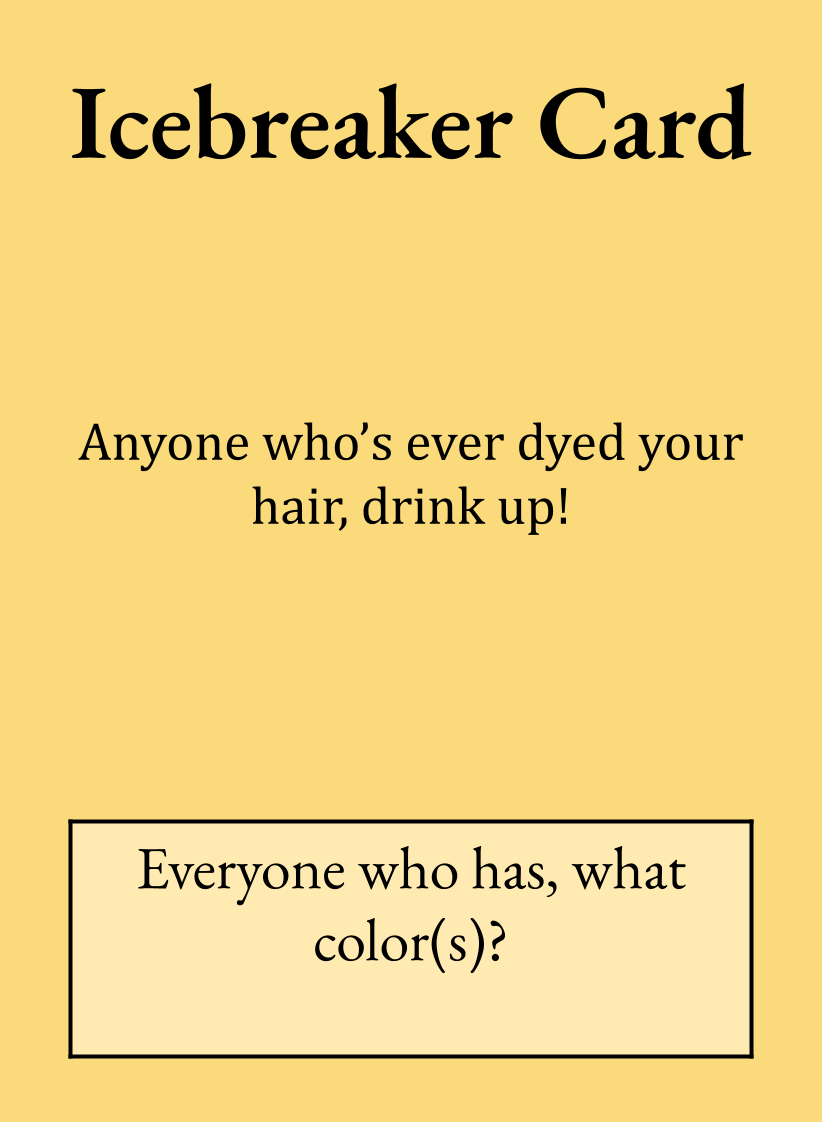 Icebreaker Card
Anyone who’s ever dyed your
hair, drink up!
Everyone who has, what
color(s)?